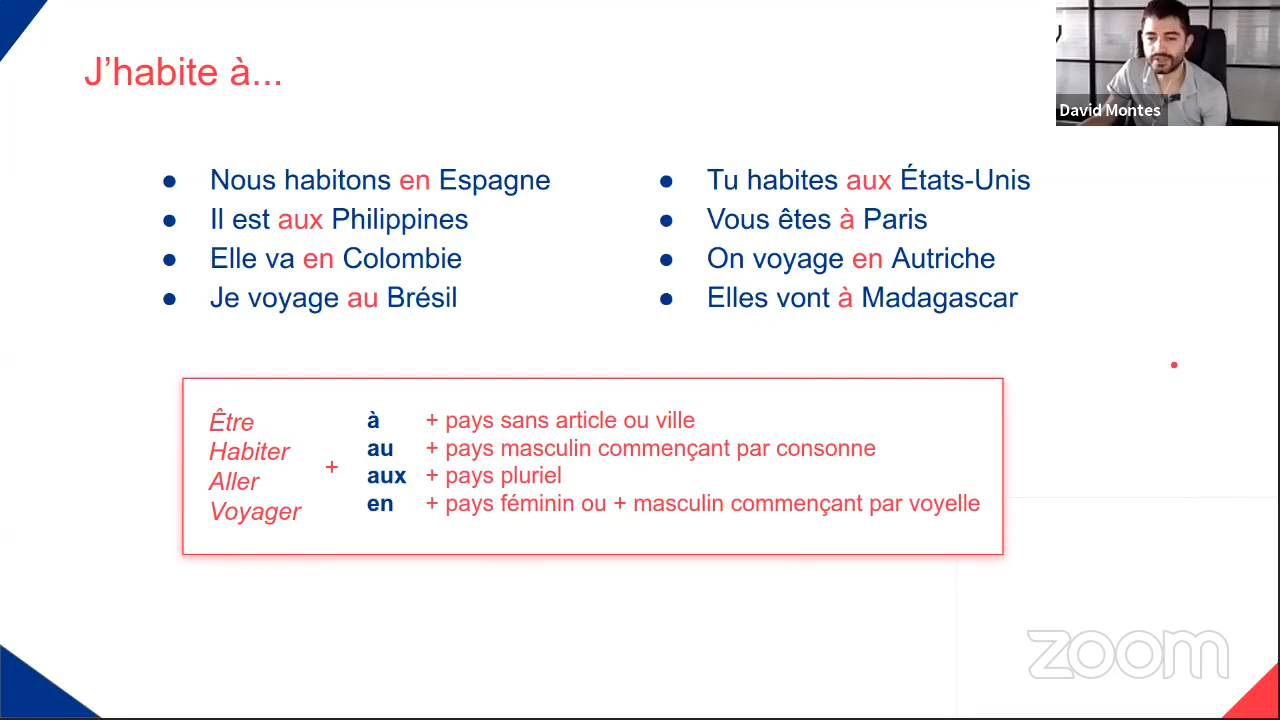 J’habite à...
David Montes
● Nous habitons en Espagne
● Il est aux Philippines
● Elle va en Colombie
● Je voyage au Brésil
● Tu habites aux États-Unis
● Vous êtes à Paris
● On voyage en Autriche
● Elles vont à Madagascar
Être
Habiter
Aller
Voyager
+
à + pays sans article ou ville
au + pays masculin commençant par consonne
aux + pays pluriel
en + pays féminin ou + masculin commençant par voyelle
zoom